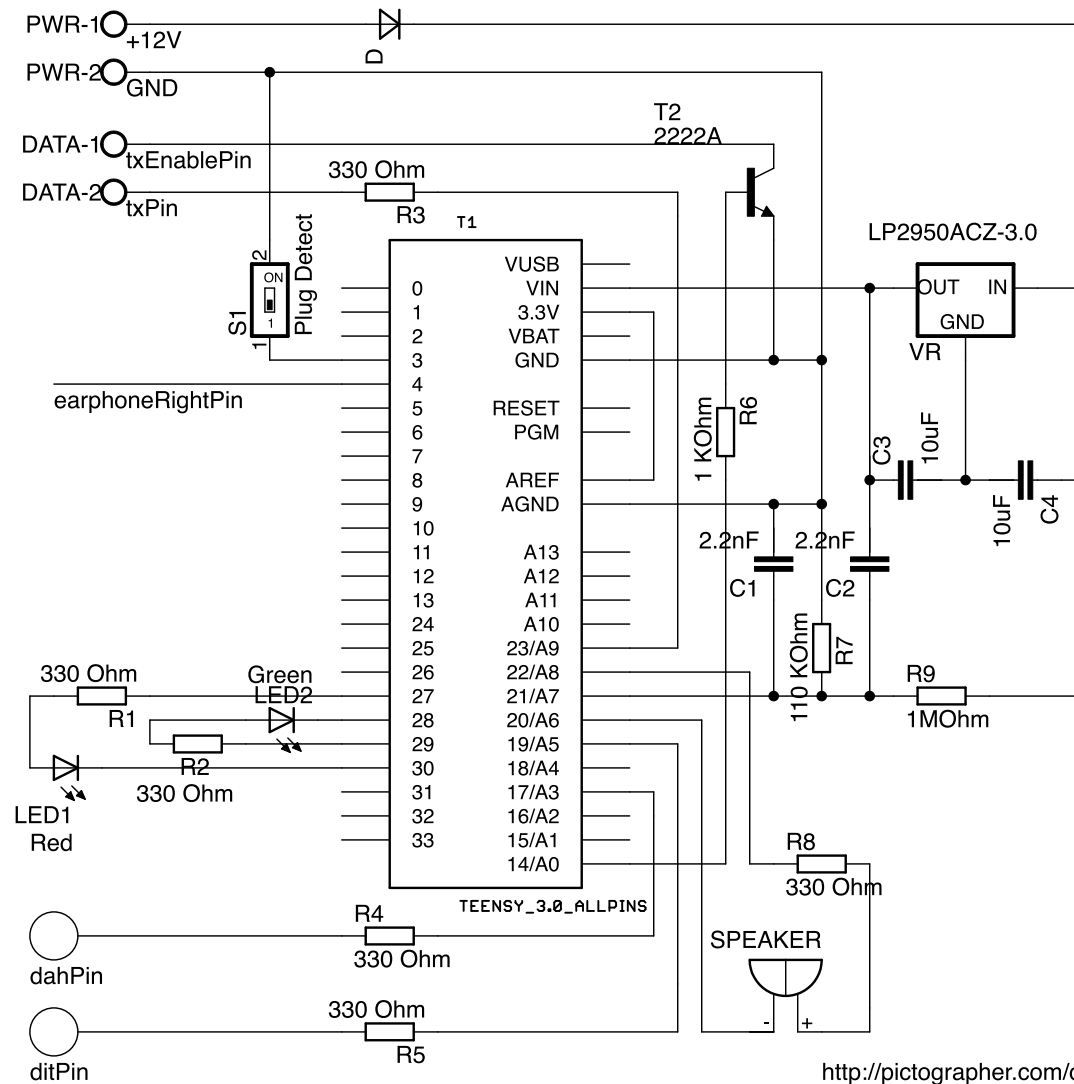 PWR-1
+12V
D
PWR-2
GND
DATA-1
txEnablePin
DATA-2
txPin
330 Ohm
R3
T2
2222A
T1
LP2950ACZ-3.0
OUT
IN
GND
VR
2
ON
1
1
S1
Plug Detect
earphoneRightPin
0
1
2
3
4
5
6
7
8
9
10
11
12
13
24
25
26
27
28
29
30
31
32
33
VUSB
VIN
3.3V
VBAT
GND
RESET
PGM
AREF
AGND
A13
A12
A11
A10
23/A9
22/A8
21/A7
20/A6
19/A5
18/A4
17/A3
16/A2
15/A1
14/A0
TEENSY_3.0_ALLPINS
1 KOhm
R6
C3
10uF
10uF
C4
2.2nF
C1
2.2nF
C2
110 KOhm
R7
R9
1MOhm
330 Ohm
R1
Green
LED2
R2
330 Ohm
LED1
Red
R8
330 Ohm
R4
330 Ohm
dahPin
SPEAKER
-
+
330 Ohm
R5
ditPin
http://pictographer.com/c